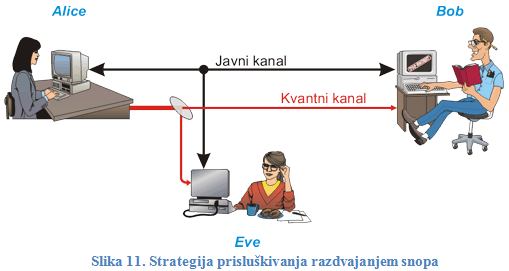 Alice
Bob
Javni kanal
Kvantni kanal
Eve
Slika 11. Strategija prisluškivanja razdvajanjem snopa